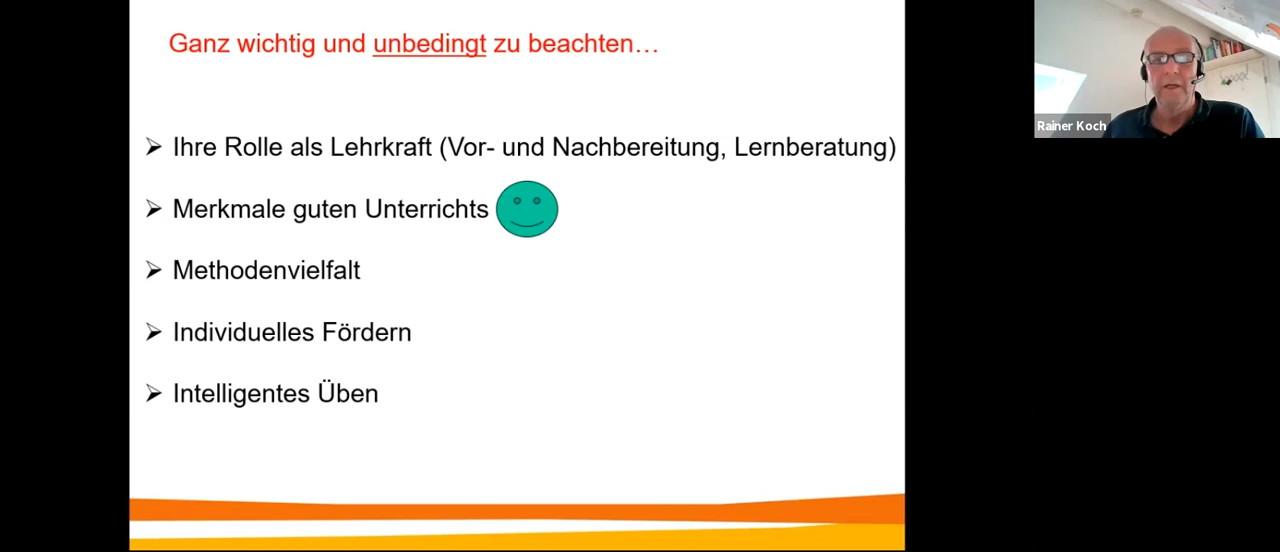 Ganz wichtig und unbedingt zu beachten…
Ihre Rolle als Lehrkraft (Vor- und Nachbereitung, Lernberatung)
Merkmale guten Unterrichts
Methodenvielfalt
Individuelles Fördern
Intelligentes Üben
Rainer Koch